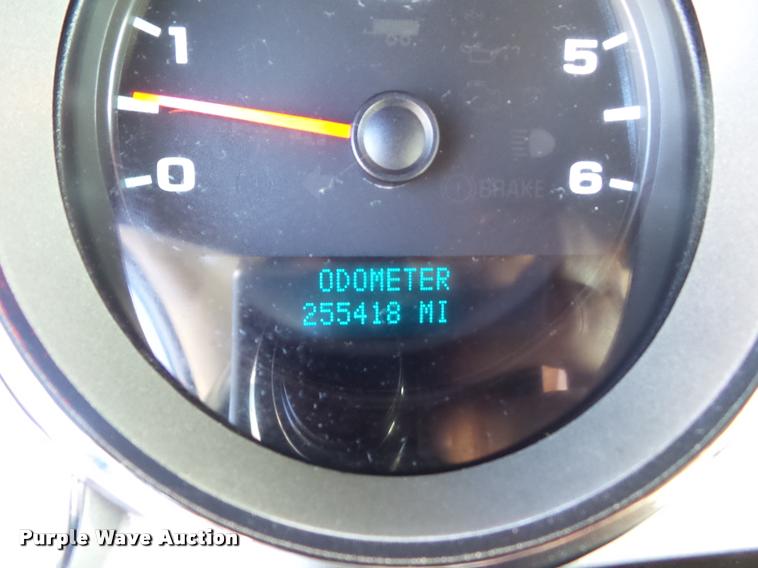 1
5
0
6
BRAKE
ODOMETER
255418 MI
Purple Wave Auction